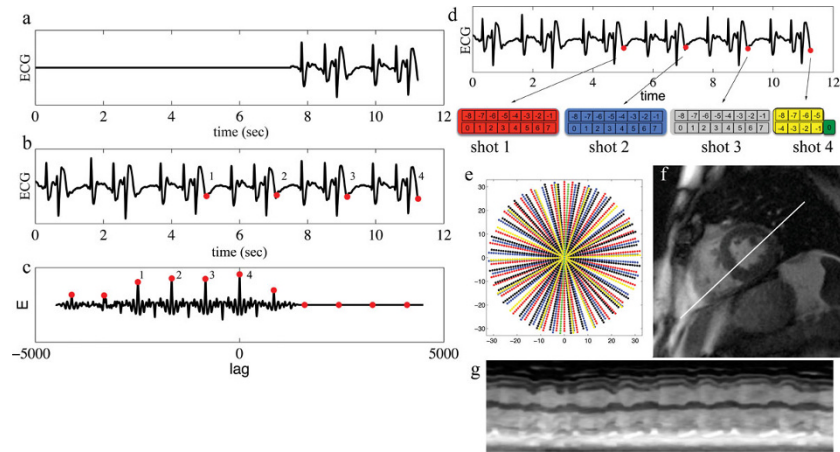 a
ECG
0 2 4 6 8 10 12
time (sec)
b
ECG
1 2 3 4
0 2 4 6 8 10 12
time (sec)
c
E
1 2 3 4
−5000 0 5000
lag
d
ECG
0 2 4 6 8 10 12
time
-8 -7 -6 -5 -4 -3 -2 -1 -8 -7 -6 -5 -4 -3 -2 -1 -8 -7 -6 -5 -4 -3 -2 -1 -8 -7 -6 -5
0 1 2 3 4 5 6 7 0 1 2 3 4 5 6 7 0 1 2 3 4 5 6 7 -4 -3 -2 -1 0
shot 1 shot 2 shot 3 shot 4
e
30
20
10
0
-10
-20
-30
-30 -20 -10 0 10 20 30
f
g